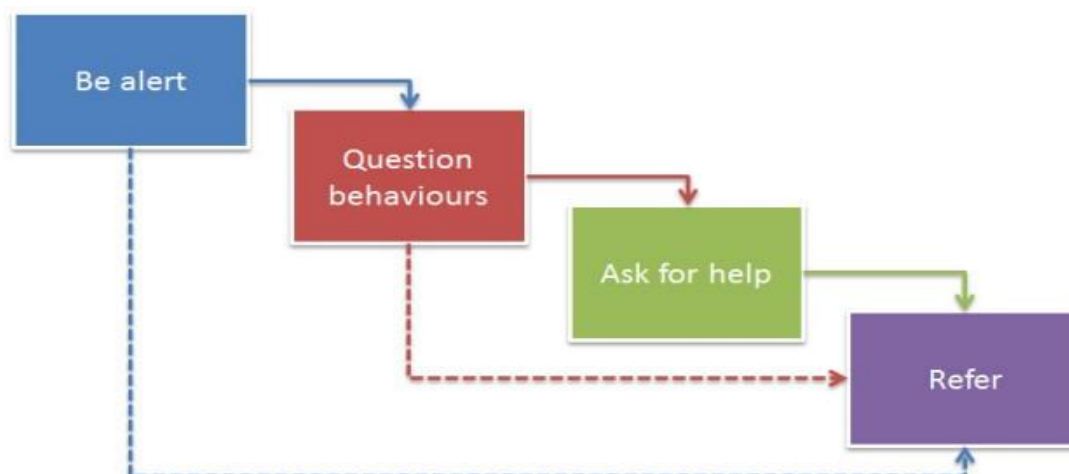 Be alert
Question
behaviours
Ask for help
Refer